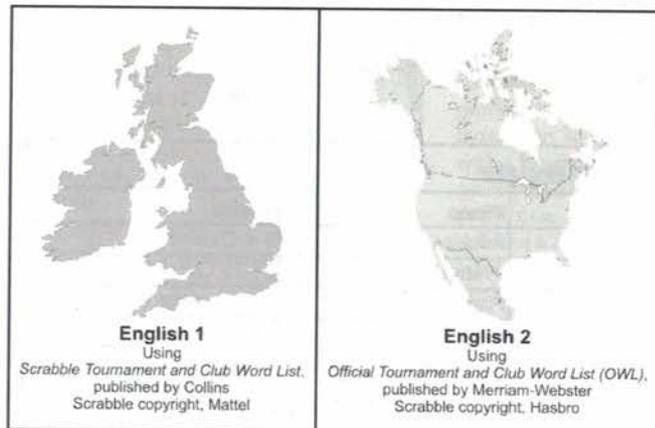 English 1
Using
Scrabble Tournament and Club Word List,
published by Collins
Scrabble copyright, Mattel
English 2
Using
Official Tournament and Club Word List (OWL),
published by Merriam-Webster
Scrabble copyright, Hasbro